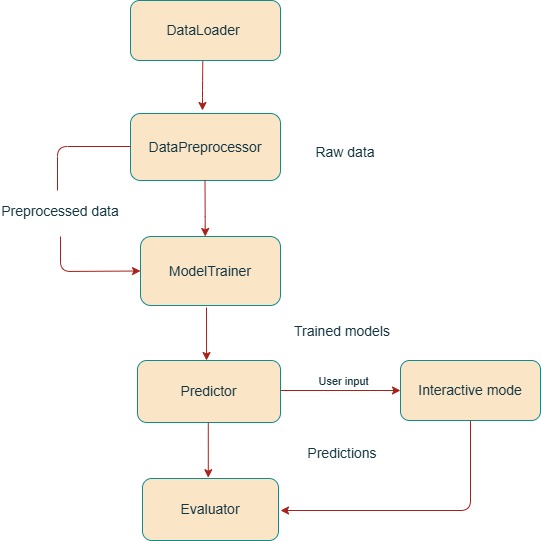 DataLoader
DataPreprocessor
Raw data
Preprocessed data
ModelTrainer
Trained models
Predictor
User input
Interactive mode
Predictions
Evaluator